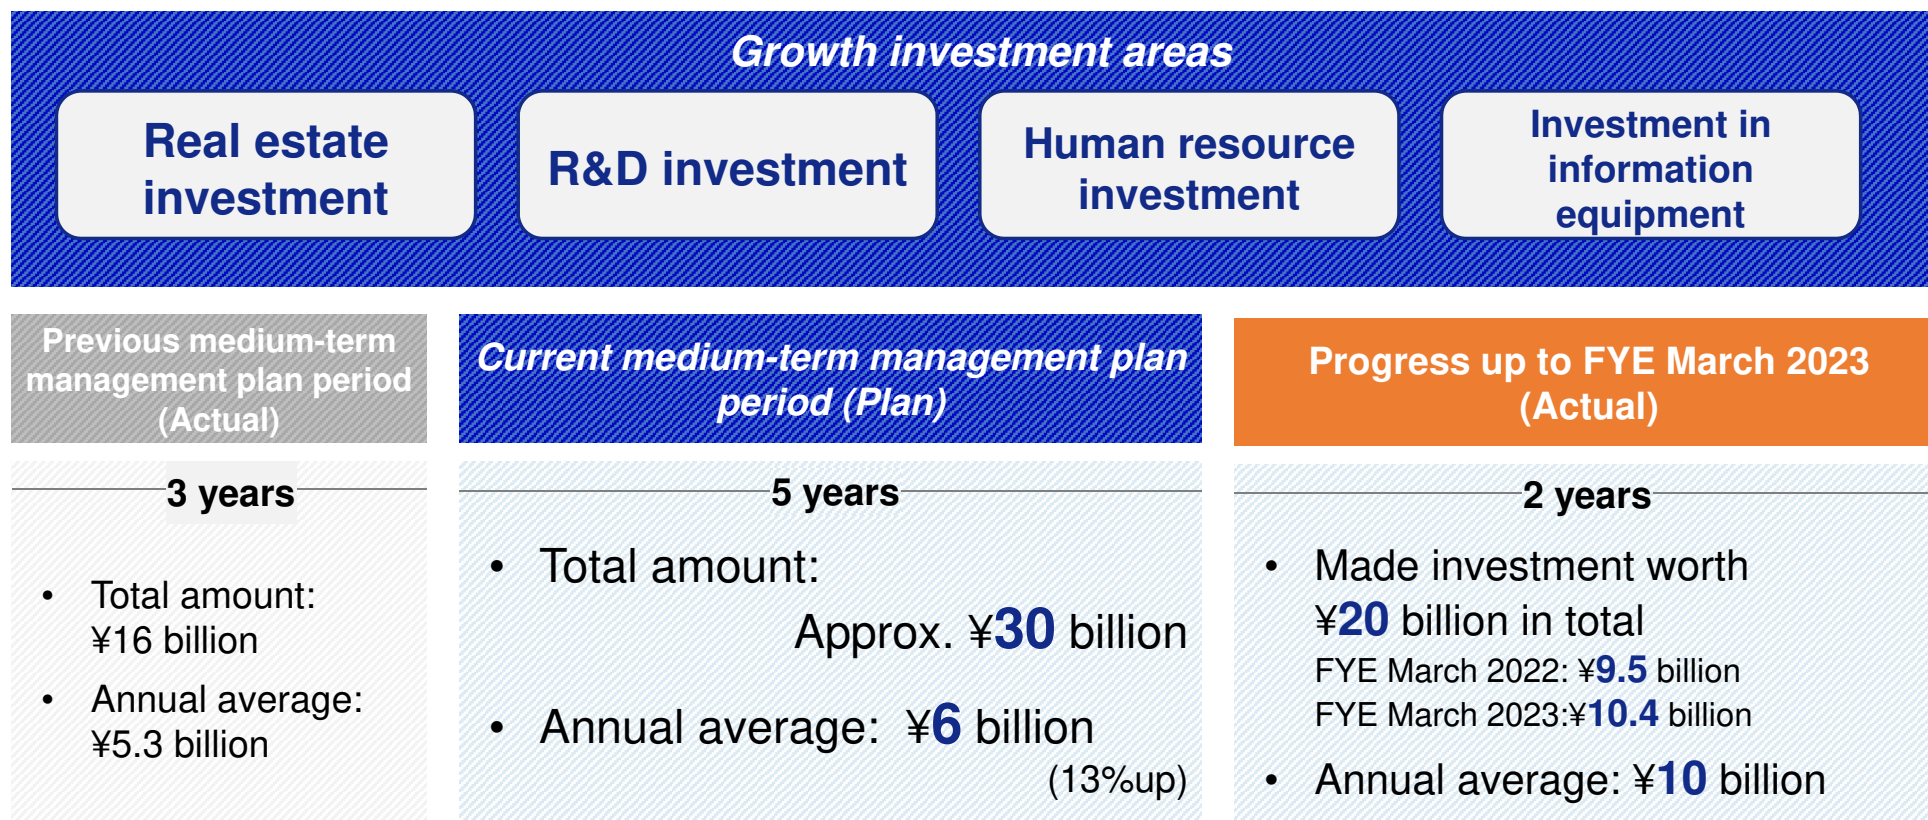 Growth investment areas
Real estate
investment
R&D investment
Human resource
investment
Investment in
information
equipment
Previous medium-term
management plan period
(Actual)
3 years
• Total amount:
¥16 billion
• Annual average:
¥5.3 billion
Current medium-term management plan
period (Plan)
5 years
• Total amount:
Approx. ¥30 billion
• Annual average: ¥6 billion
(13%up)
Progress up to FYE March 2023
(Actual)
2 years
• Made investment worth
¥20 billion in total
FYE March 2022: ¥9.5 billion
FYE March 2023:¥10.4 billion
• Annual average: ¥10 billion